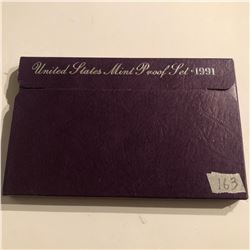 United States Mint Proof Set · 1991
163